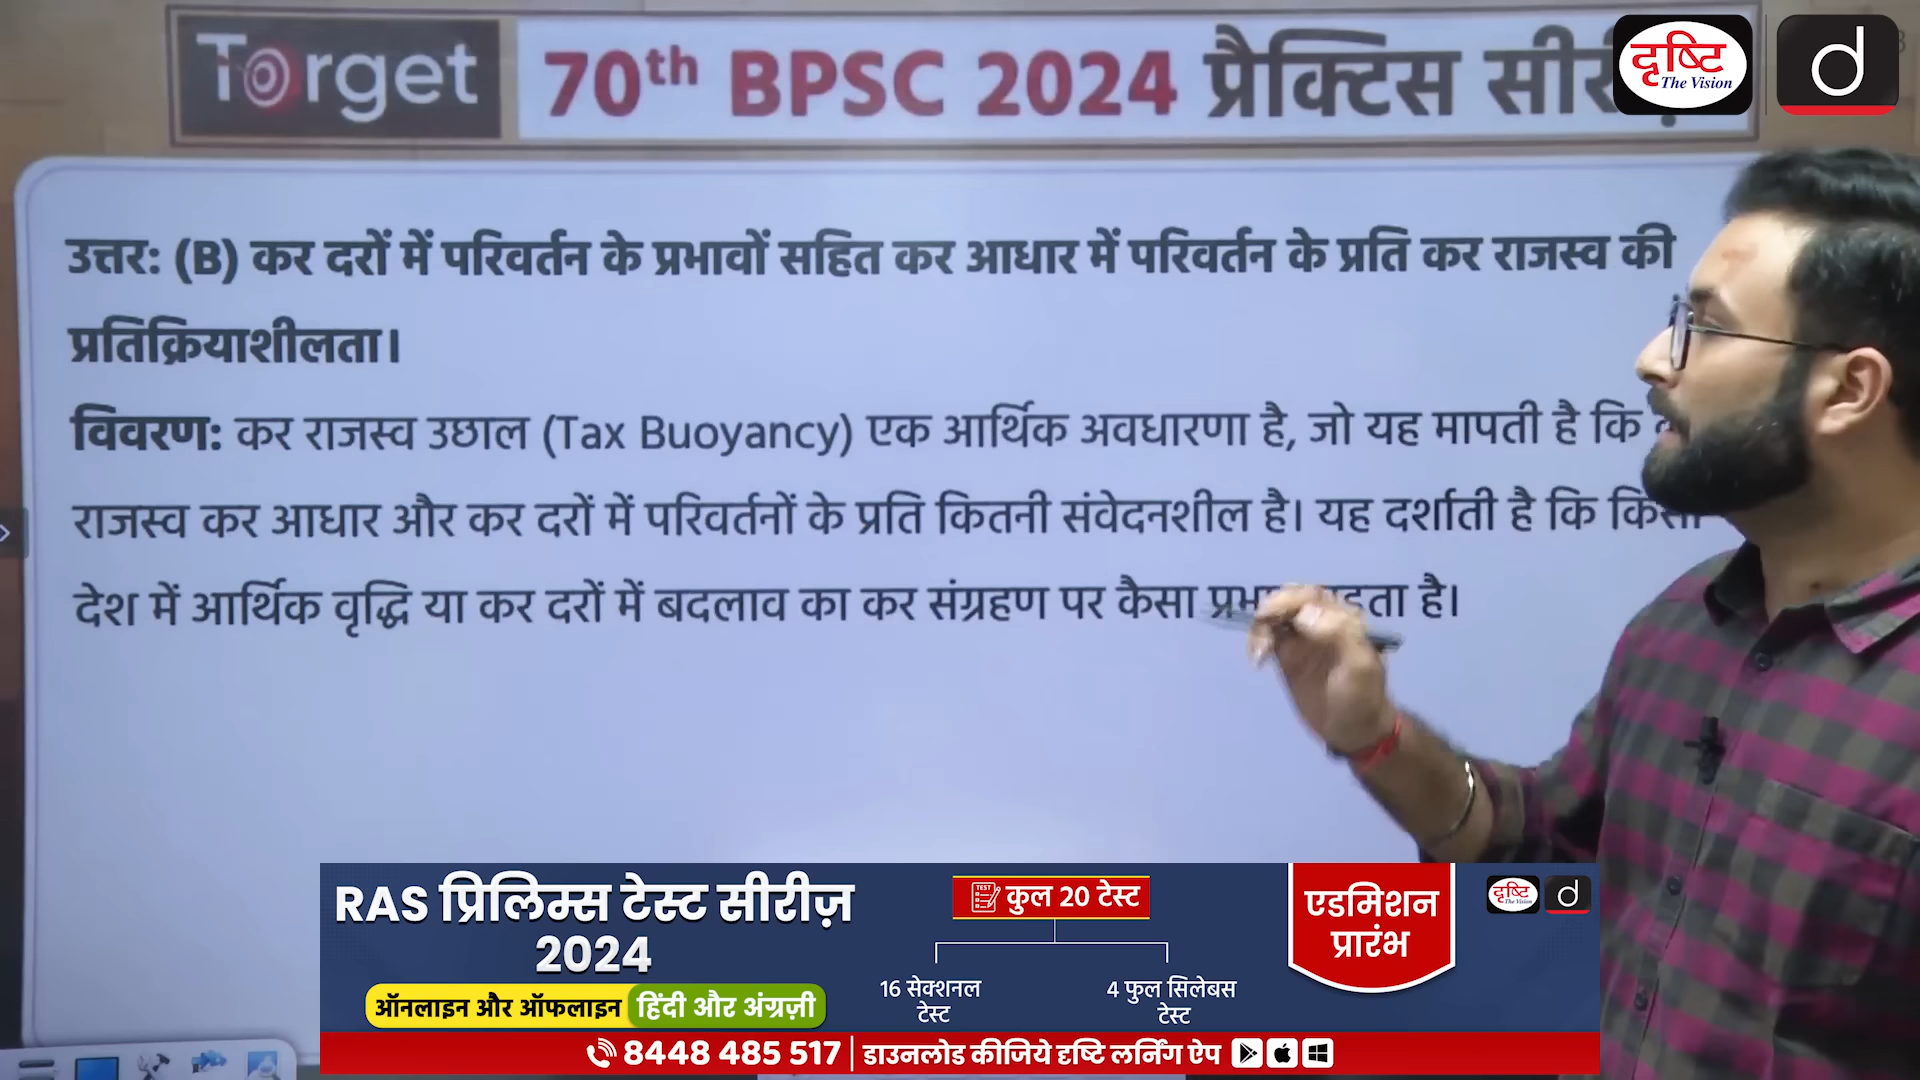 Target
70th BPSC 2024 प्रैक्टिस
दृष्टि
The Vision
d
उत्तर: (B) कर दरों में परिवर्तन के प्रभावों सहित कर आधार में परिवर्तन के प्रति कर राजस्व की
प्रतिक्रियाशीलता।
विवरण: कर राजस्व उछाल (Tax Buoyancy) एक आर्थिक अवधारणा है, जो यह मापती है कि
राजस्व कर आधार और कर दरों में परिवर्तनों के प्रति कितनी संवेदनशील है। यह दर्शाती है कि
देश में आर्थिक वृद्धि या कर दरों में बदलाव का कर संग्रहण पर कैसा है।
RAS प्रिलिम्स टेस्ट सीरीज़
2024
ऑनलाइन और ऑफलाइन हिंदी और अंग्रज़ी
TEST
कुल 20 टेस्ट
16 सेक्शनल
टेस्ट
4 फुल सिलेबस
टेस्ट
एडमिशन
प्रारंभ
दृष्टि
The Vision
d
8448 485 517 | डाउनलोड कीजिये दृष्टि लर्निंग ऐप